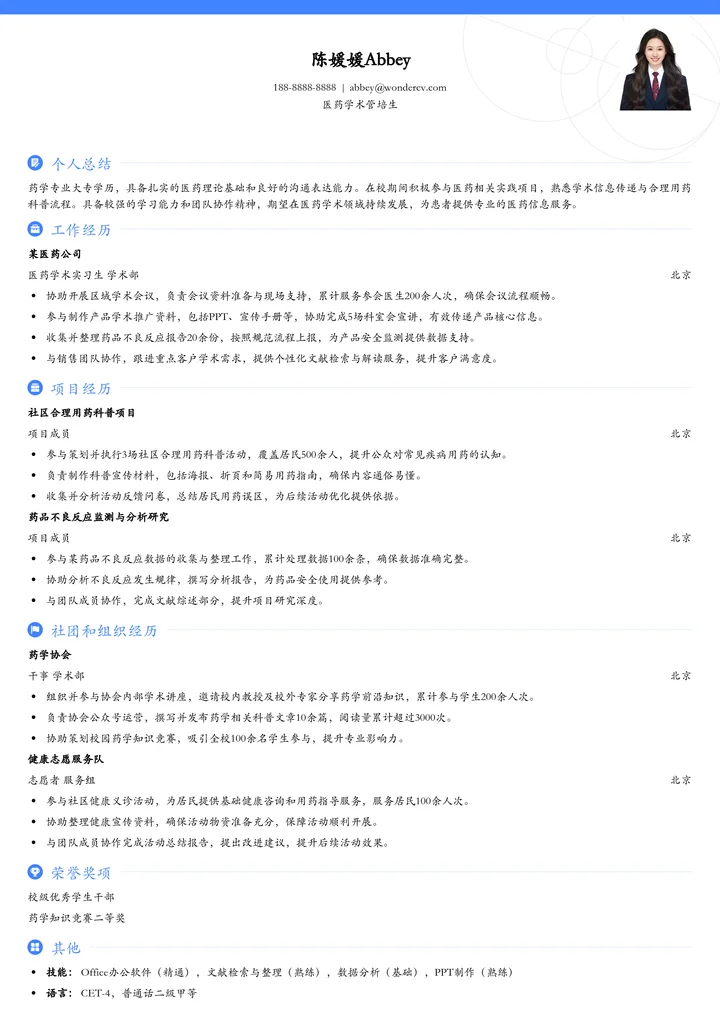 陈媛媛Abbey
188-8888-8888 | abbey@wondercv.com
医药学术管培生
个人总结
药学专业大专学历，具备扎实的医药理论基础和良好的沟通表达能力。在校期间积极参与医药相关实践项目，熟悉学术信息传递与合理用药
科普流程。具备较强的学习能力和团队协作精神，期望在医药学术领域持续发展，为患者提供专业的医药信息服务。
工作经历
某医药公司
医药学术实习生 学术部 北京
• 协助开展区域学术会议，负责会议资料准备与现场支持，累计服务参会医生200余人次，确保会议流程顺畅。
• 参与制作产品学术推广资料，包括PPT、宣传手册等，协助完成5场科室会宣讲，有效传递产品核心信息。
• 收集并整理药品不良反应报告20余份，按照规范流程上报，为产品安全监测提供数据支持。
• 与销售团队协作，跟进重点客户学术需求，提供个性化文献检索与解读服务，提升客户满意度。
项目经历
社区合理用药科普项目
项目成员 北京
• 参与策划并执行3场社区合理用药科普活动，覆盖居民500余人，提升公众对常见疾病用药的认知。
• 负责制作科普宣传材料，包括海报、折页和简易用药指南，确保内容通俗易懂。
• 收集并分析活动反馈问卷，总结居民用药误区，为后续活动优化提供依据。
药品不良反应监测与分析研究
项目成员 北京
• 参与某药品不良反应数据的收集与整理工作，累计处理数据100余条，确保数据准确完整。
• 协助分析不良反应发生规律，撰写分析报告，为药品安全使用提供参考。
• 与团队成员协作，完成文献综述部分，提升项目研究深度。
社团和组织经历
药学协会
干事 学术部 北京
• 组织并参与协会内部学术讲座，邀请校内教授及校外专家分享药学前沿知识，累计参与学生200余人次。
• 负责协会公众号运营，撰写并发布药学相关科普文章10余篇，阅读量累计超过3000次。
• 协助策划校园药学知识竞赛，吸引全校100余名学生参与，提升专业影响力。
健康志愿服务队
志愿者 服务组 北京
• 参与社区健康义诊活动，为居民提供基础健康咨询和用药指导服务，服务居民100余人次。
• 协助整理健康宣传资料，确保活动物资准备充分，保障活动顺利开展。
• 与团队成员协作完成活动总结报告，提出改进建议，提升后续活动效果。
荣誉奖项
校级优秀学生干部
药学知识竞赛二等奖
其他
• 技能： Office办公软件（精通），文献检索与整理（熟练），数据分析（基础），PPT制作（熟练）
• 语言： CET-4，普通话二级甲等